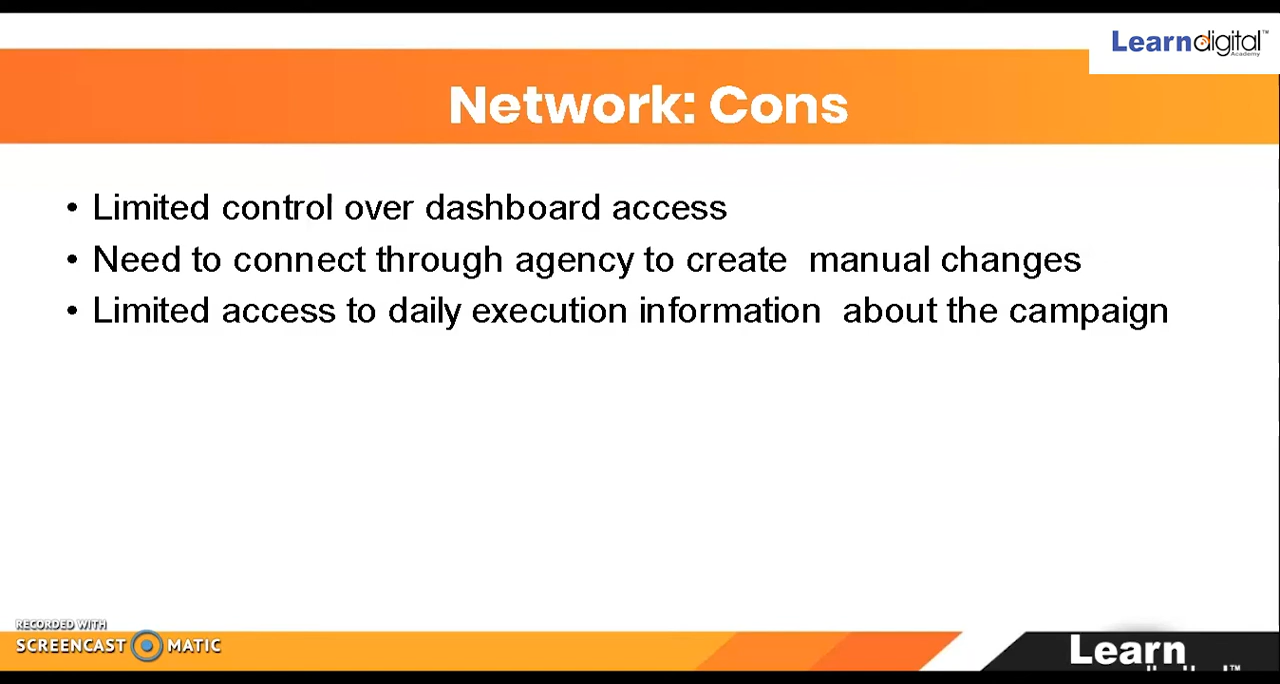 Learndigital™
Academy
Network: Cons
• Limited control over dashboard access
• Need to connect through agency to create  manual changes
• Limited access to daily execution information  about the campaign
RECORDED WITH
SCREENCAST MATIC
Learn